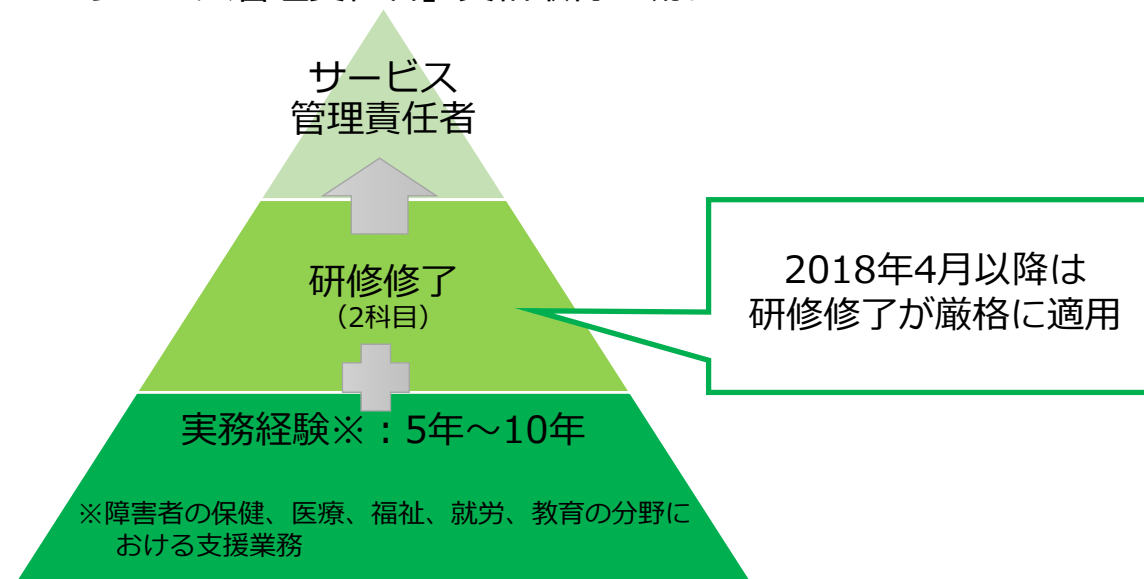 サービス
管理責任者
研修修了
（2科目）
2018年4月以降は
研修修了が厳格に適用
実務経験※：5年～10年
※障害者の保健、医療、福祉、就労、教育の分野に
おける支援業務